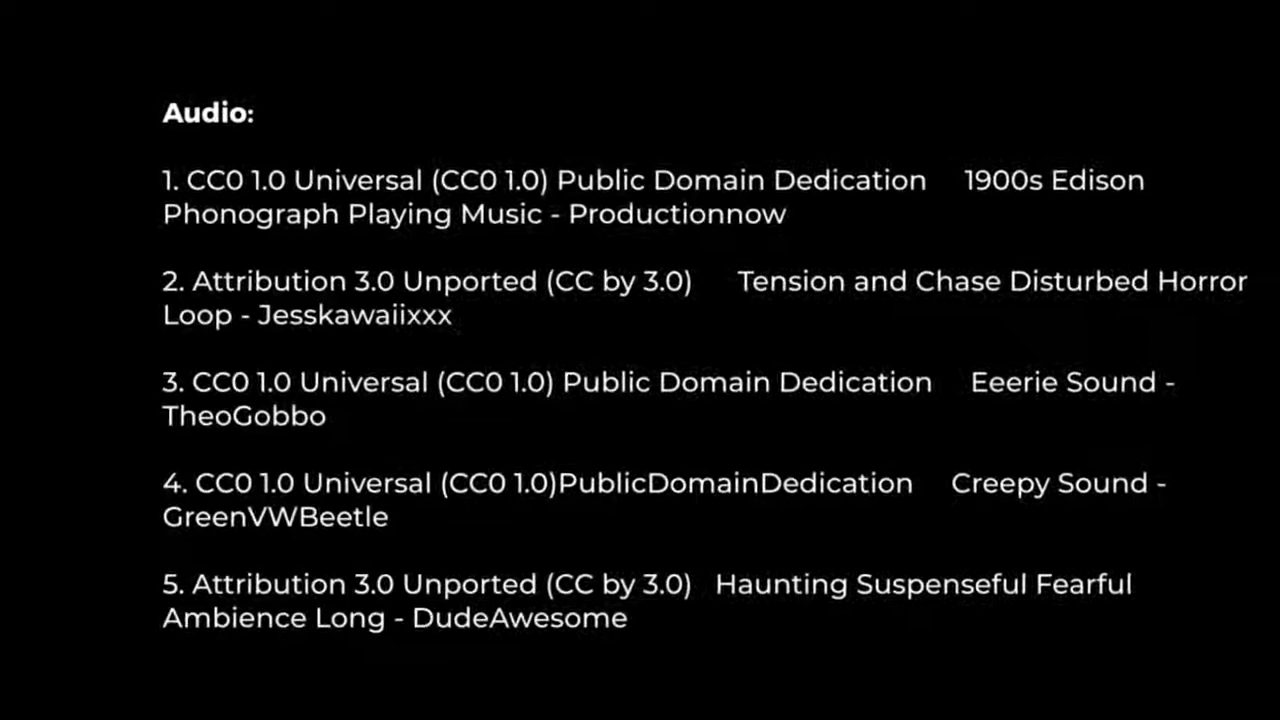 Audio:
1. CC0 1.0 Universal (CC0 1.0) Public Domain Dedication 1900s Edison
Phonograph Playing Music - Productionnow
2. Attribution 3.0 Unported (CC by 3.0) Tension and Chase Disturbed Horror
Loop - Jesskawaiixxx
3. CC0 1.0 Universal (CC0 1.0) Public Domain Dedication Eeerie Sound -
TheoGobbo
4. CC0 1.0 Universal (CC0 1.0)PublicDomainDedication Creepy Sound -
GreenVWBeetle
5. Attribution 3.0 Unported (CC by 3.0) Haunting Suspenseful Fearful
Ambience Long - DudeAwesome